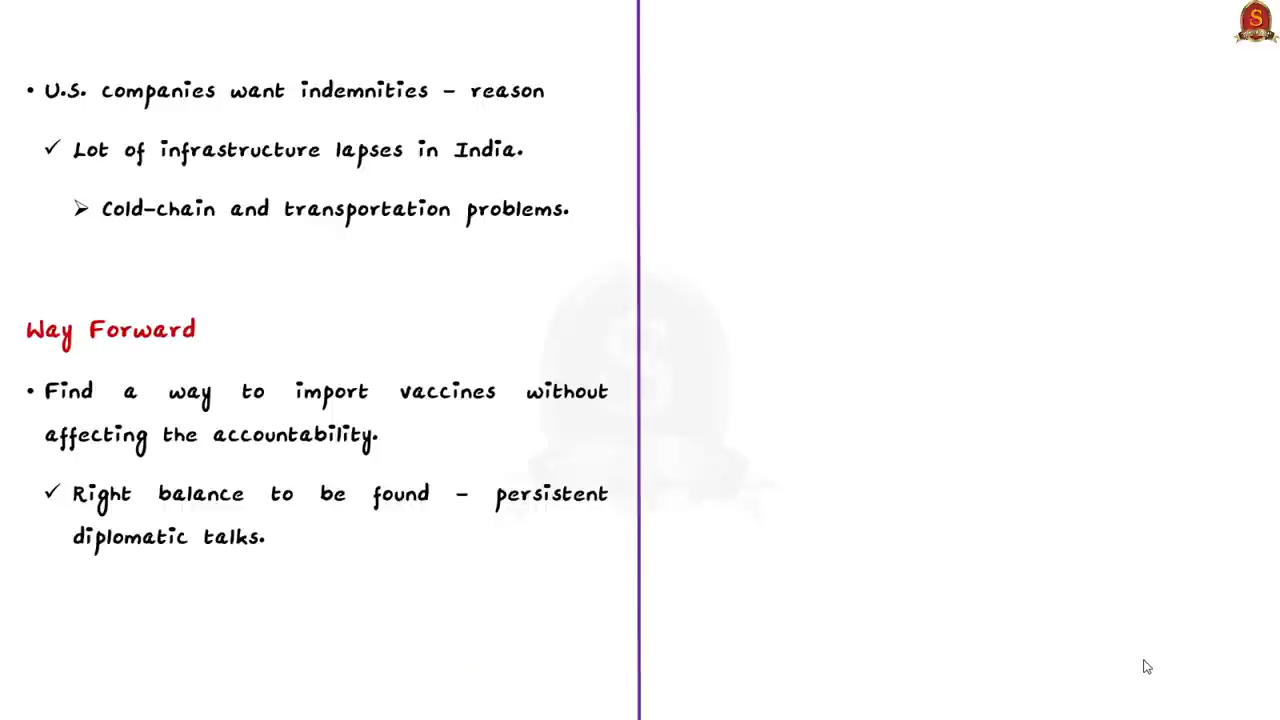 • U.S. companies want indemnities – reason
✓ Lot of infrastructure lapses in India.
➢ Cold-chain and transportation problems.
Way Forward
• Find a way to import vaccines without
affecting the accountability.
✓ Right balance to be found – persistent
diplomatic talks.
S